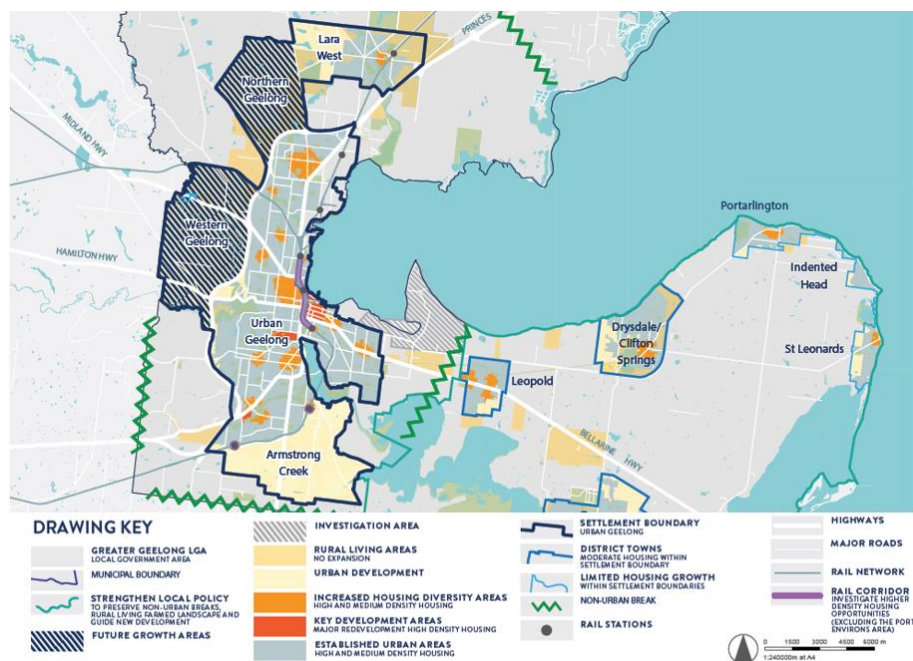 Lara
West
PRINCES
Northern
Geelong
MIDLAND HWY
Western
Geelong
HAMILTON HWY
Portarlington
Indented
Head
Urban
Geelong
Drysdale/
Clifton
Springs
St Leonards
Leopold
BELLARINE HWY
Armstrong
Creek
DRAWING KEY
GREATER GEELONG LGA
LOCAL GOVERNMENT AREA
MUNICIPAL BOUNDARY
STRENGTHEN LOCAL POLICY
TO PRESERVE NON-URBAN BREAKS,
RURAL LIVING FARMED LANDSCAPE AND
GUIDE NEW DEVELOPMENT
FUTURE GROWTH AREAS
INVESTIGATION AREA
RURAL LIVING AREAS
NO EXPANSION
URBAN DEVELOPMENT
INCREASED HOUSING DIVERSITY AREAS
HIGH AND MEDIUM DENSITY HOUSING
KEY DEVELOPMENT AREAS
MAJOR REDEVELOPMENT HIGH DENSITY HOUSING
ESTABLISHED URBAN AREAS
HIGH AND MEDIUM DENSITY HOUSING
SETTLEMENT BOUNDARY
URBAN GEELONG
DISTRICT TOWNS
MODERATE HOUSING WITHIN
SETTLEMENT BOUNDARY
LIMITED HOUSING GROWTH
WITHIN SETTLEMENT BOUNDARIES
NON-URBAN BREAK
RAIL STATIONS
HIGHWAYS
MAJOR ROADS
RAIL NETWORK
RAIL CORRIDOR
INVESTIGATE HIGHER
DENSITY HOUSING
OPPORTUNITIES
(EXCLUDING THE PORT
ENVIRONS AREA)
0 1500 3000 4500 6000 m
1:240000m at A4